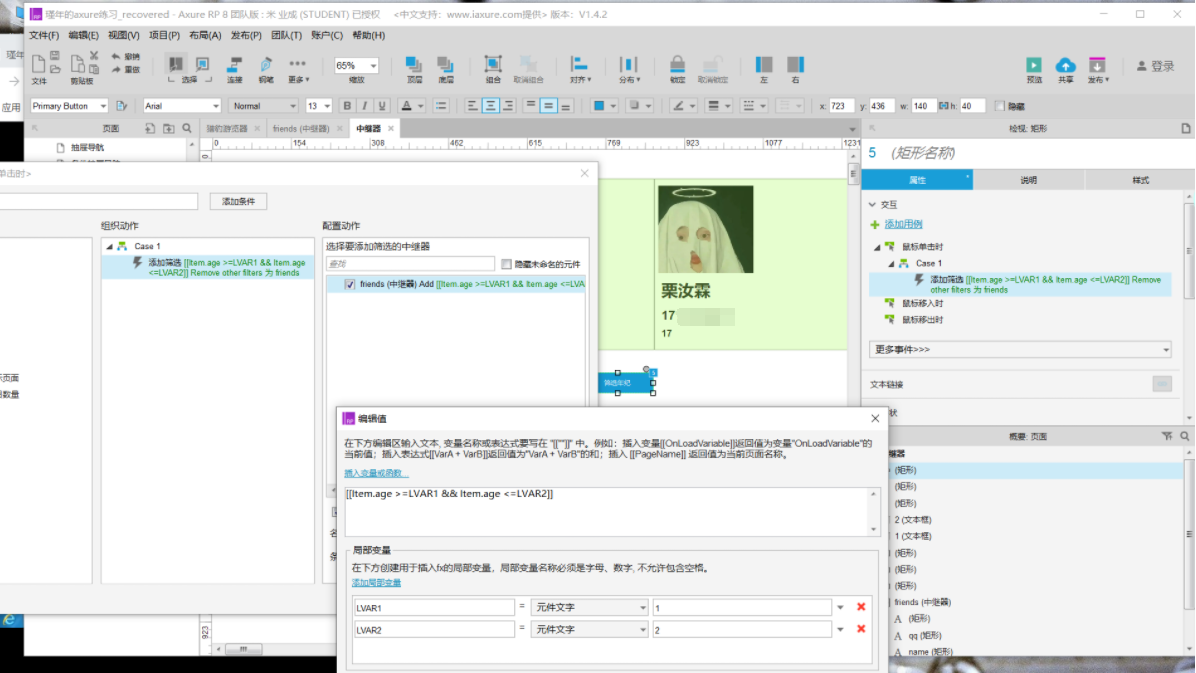 瑾年的axure练习_recovered - Axure RP 8 团队版 : 米 业成 (STUDENT) 已授权 <中文支持：www.iaxure.com提供> 版本：V1.4.2
文件(F) 编辑(E) 视图(V) 项目(P) 布局(A) 发布(P) 团队(T) 账户(C) 帮助(H)
瑾年
撤销
重做
65%
登录
文件 剪贴板 选择 连接 钢笔 更多 缩放 顶层 底层 组合 取消组合 对齐 分布 锁定 取消锁定 左 右 预览 共享 发布
应用
Primary Button Arial Normal 13 B I U x: 723 y: 436 w: 140 h: 40 隐藏
页面 friends (中继器) 中继器 检视: 矩形
抽屉导航 0 154 308 462 615 769 923 1077 1231
5 (矩形名称)
单击时>
属性 说明 样式
添加条件
交互
添加用例
组织动作 配置动作
鼠标单击时
Case 1
选择要添加筛选的中继器
Case 1
添加筛选 [[Item.age >=LVAR1 && Item.age <=LVAR2]] Remove other filters 为 friends
查找 隐藏未命名的元件
添加筛选 [[Item.age >=LVAR1 && Item.age <=LVAR2]] Remove
other filters 为 friends
friends (中继器) Add [[Item.age >=LVAR1 && Item.age <=LVA
栗汝霖
17
17
鼠标移入时
鼠标移出时
更多事件>>>
筛选年纪 5
文本链接
示页面
目数量
状
编辑值
在下方编辑区输入文本, 变量名称或表达式要写在 "[[""]]" 中。例如：插入变量[[OnLoadVariable]]返回值为变量"OnLoadVariable"的
当前值；插入表达式[[VarA + VarB]]返回值为"VarA + VarB"的和；插入 [[PageName]] 返回值为当前页面名称。
插入变量或函数...
[[Item.age >=LVAR1 && Item.age <=LVAR2]]
局部变量
在下方创建用于插入fx的局部变量，局部变量名称必须是字母、数字, 不允许包含空格。
添加局部变量
LVAR1 = 元件文字 1
LVAR2 = 元件文字 2
923
概要: 页面
继器
(矩形)
(矩形)
(矩形)
2 (文本框)
1 (文本框)
(矩形)
(矩形)
(矩形)
friends (中继器)
A (矩形)
A qq (矩形)
A name (矩形)